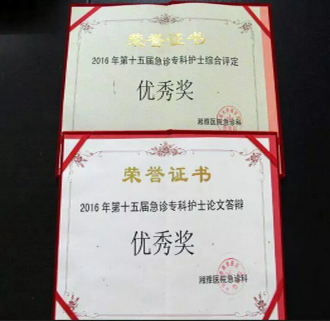 荣誉证书
2016年第十五届急诊专科护士综合评定
优秀奖
湘雅医院急诊科
荣誉证书
2016年第十五届急诊专科护士论文答辩
优秀奖
湘雅医院急诊科